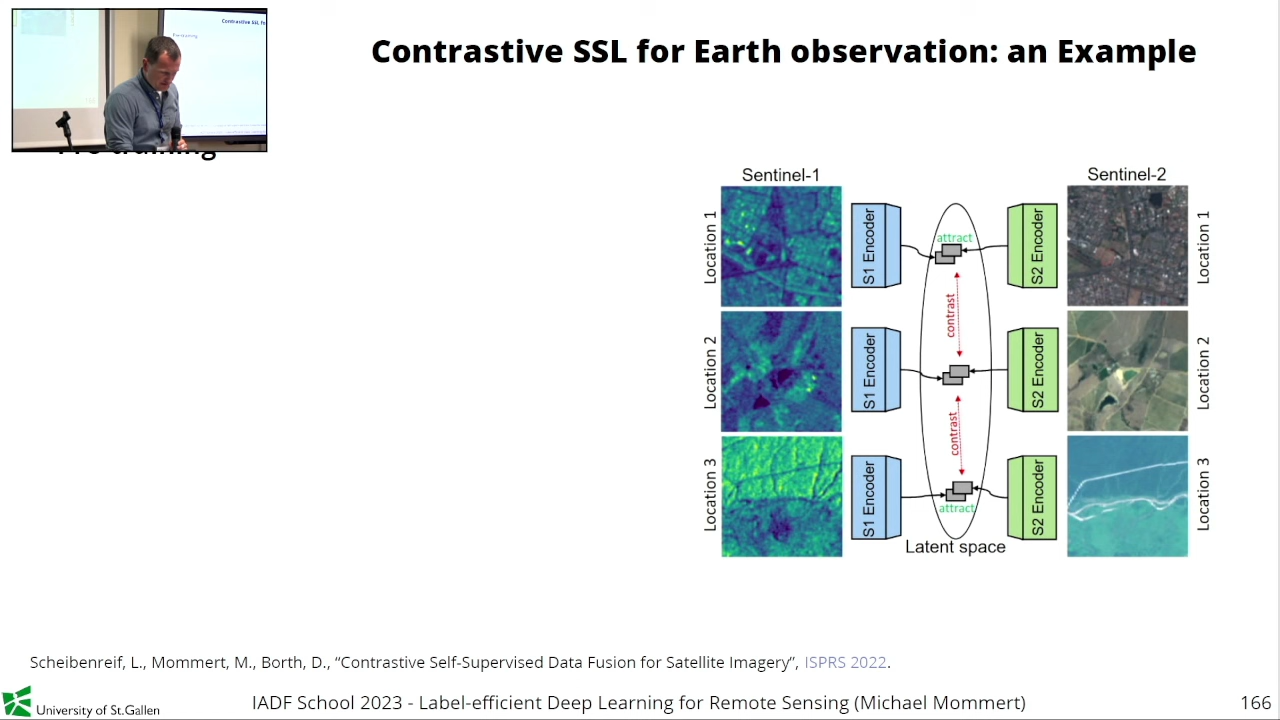 Contrastive SSL for Earth observation: an Example
Sentinel-1
Sentinel-2
Location 1
S1 Encoder
attract
S2 Encoder
Location 1
contrast
Location 2
S1 Encoder
S2 Encoder
Location 2
contrast
Location 3
S1 Encoder
attract
S2 Encoder
Location 3
Latent space
Scheibenreif, L., Mommert, M., Borth, D., “Contrastive Self-Supervised Data Fusion for Satellite Imagery”, ISPRS 2022.
University of St.Gallen
IADF School 2023 - Label-efficient Deep Learning for Remote Sensing (Michael Mommert)
166